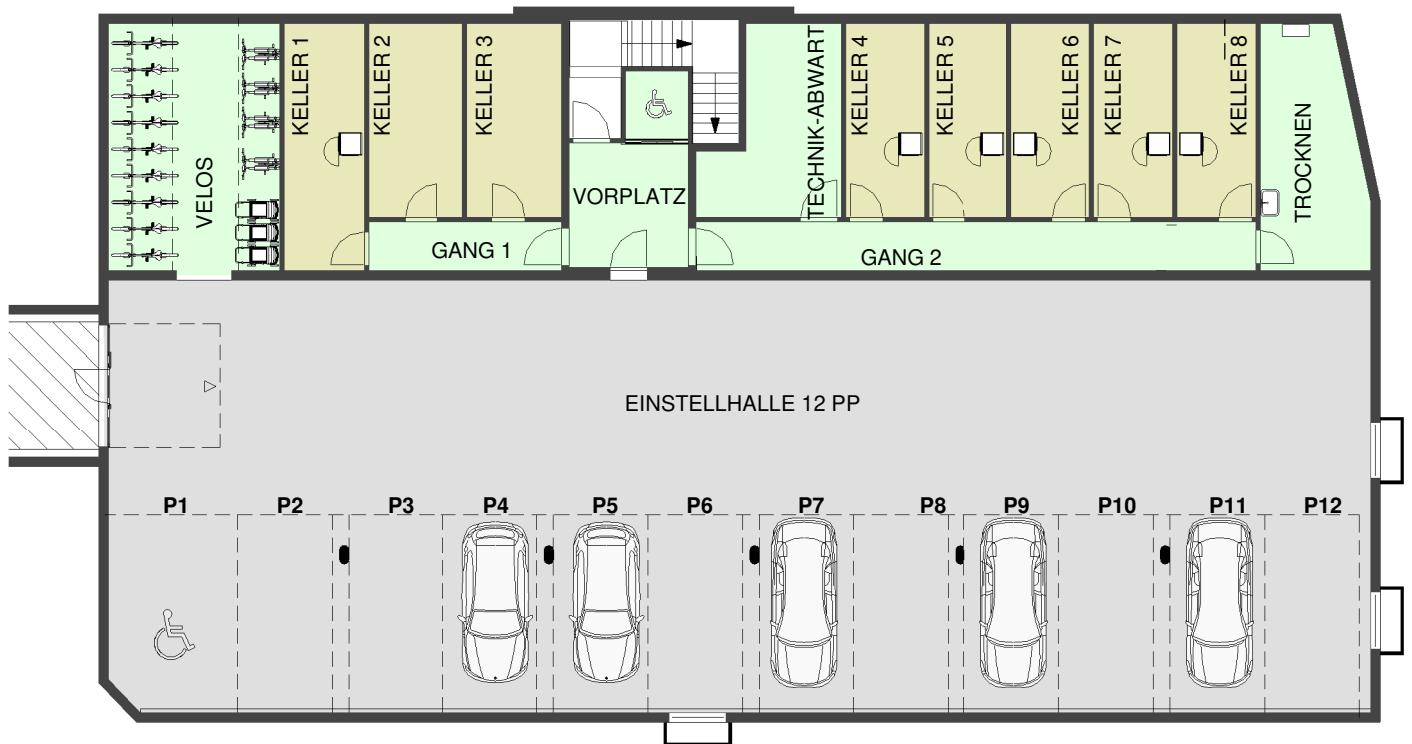 VELOS
KELLER 1
KELLER 2
KELLER 3
TECHNIK-ABWART
KELLER 4
KELLER 5
KELLER 6
KELLER 7
KELLER 8
TROCKNEN
VORPLATZ
GANG 1
GANG 2
EINSTELLHALLE 12 PP
P1
P2
P3
P4
P5
P6
P7
P8
P9
P10
P11
P12